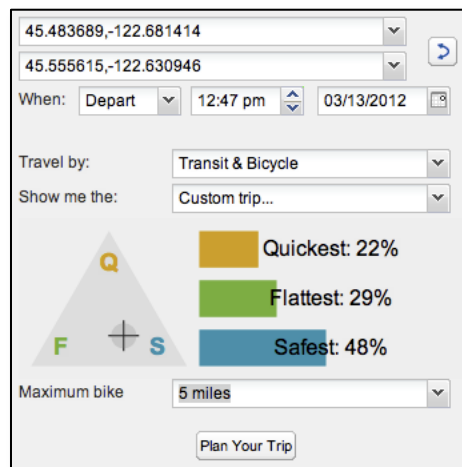 45.483689,-122.681414
45.555615,-122.630946
When: Depart 12:47 pm 03/13/2012
Travel by: Transit & Bicycle
Show me the: Custom trip...
Q
F S
Quickest: 22%
Flattest: 29%
Safest: 48%
Maximum bike 5 miles
Plan Your Trip